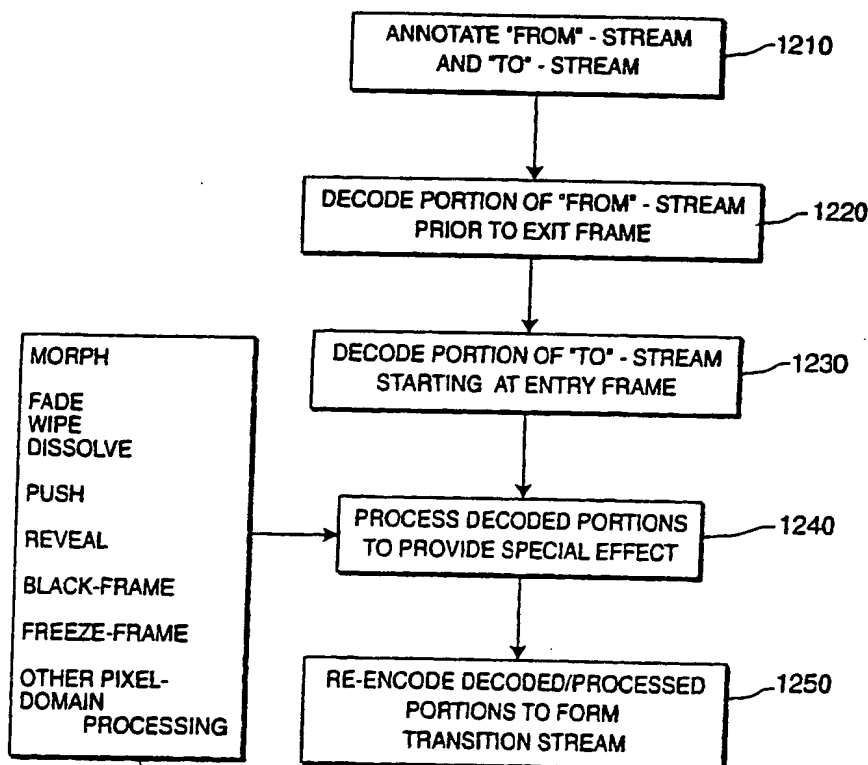 ANNOTATE "FROM" - STREAM
AND "TO" - STREAM
1210
DECODE PORTION OF "FROM" - STREAM
PRIOR TO EXIT FRAME
1220
DECODE PORTION OF "TO" - STREAM
STARTING AT ENTRY FRAME
1230
MORPH
FADE
WIPE
DISSOLVE
PUSH
REVEAL
BLACK-FRAME
FREEZE-FRAME
OTHER PIXEL-
DOMAIN
PROCESSING
PROCESS DECODED PORTIONS
TO PROVIDE SPECIAL EFFECT
1240
RE-ENCODE DECODED/PROCESSED
PORTIONS TO FORM
TRANSITION STREAM
1250